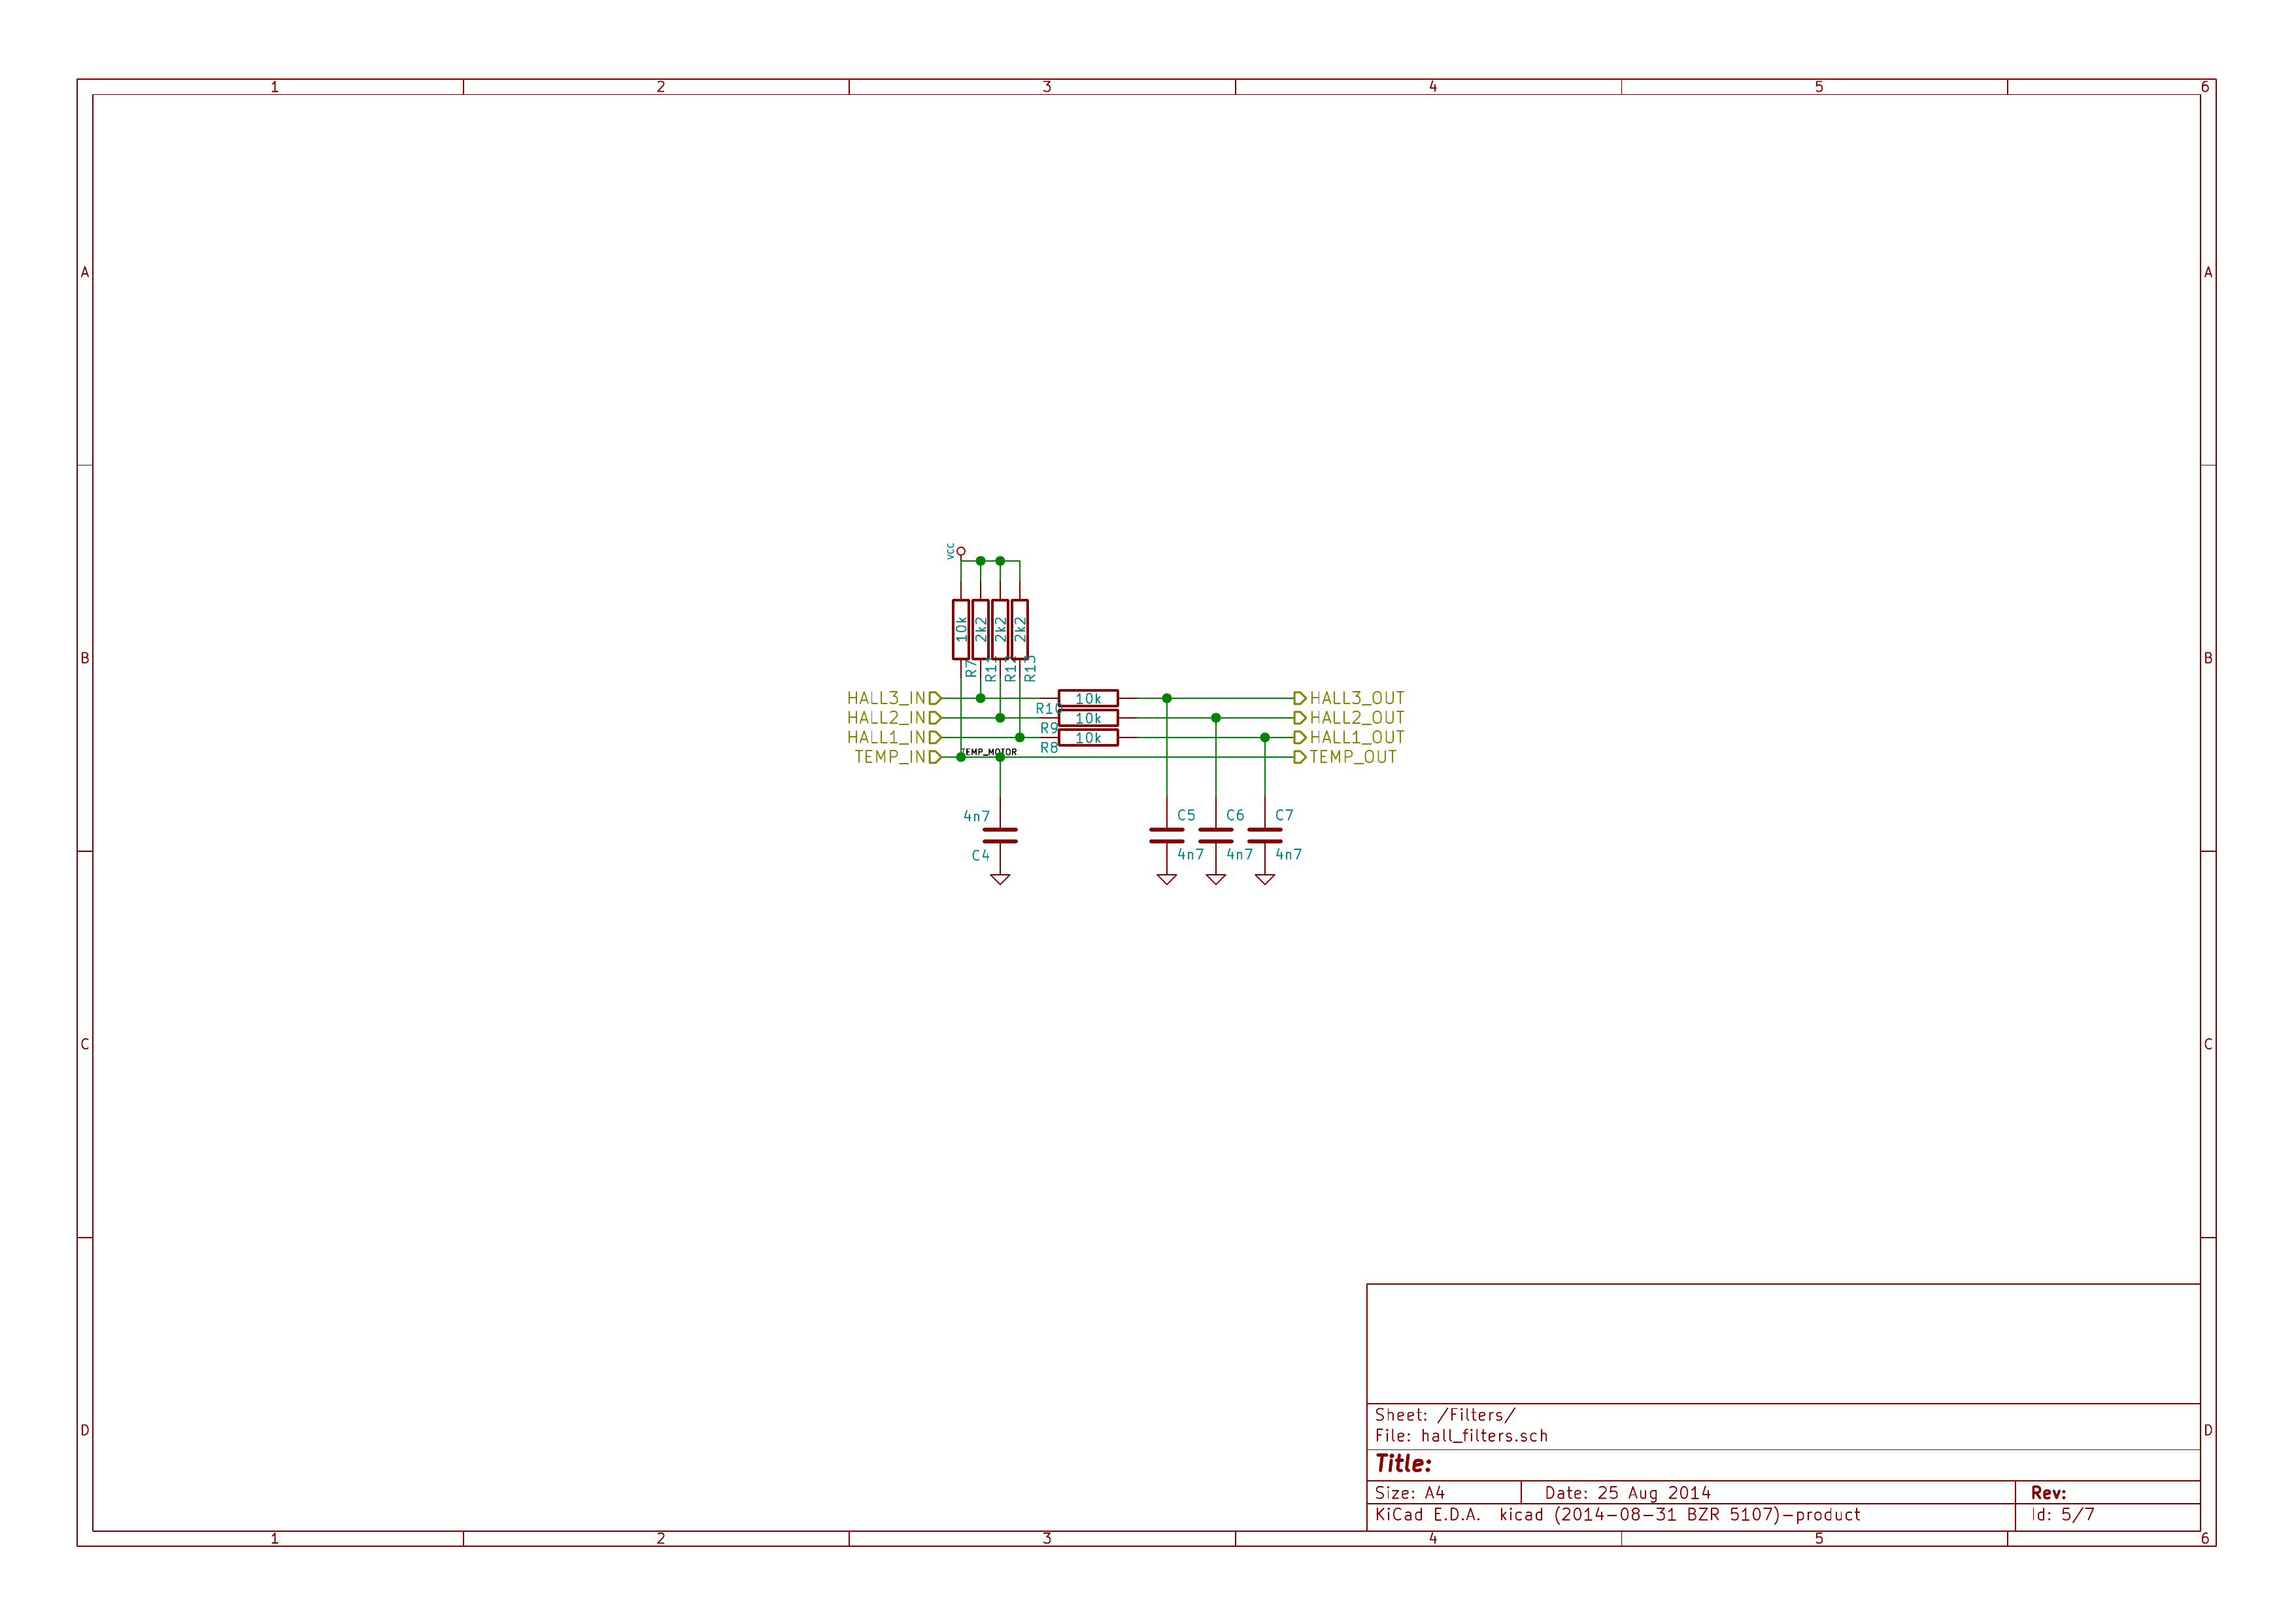 1 2 3 4 5 6
A A
VCC
10k 2k2 2k2 2k2
B B
R7 R11 R12 R13
HALL3_IN 10k HALL3_OUT
R10
HALL2_IN 10k HALL2_OUT
R9
HALL1_IN 10k HALL1_OUT
R8
TEMP_MOTOR
TEMP_IN TEMP_OUT
4n7 C5 C6 C7
C4 4n7 4n7 4n7
C C
Sheet: /Filters/
File: hall_filters.sch
D D
Title:
Size: A4 Date: 25 Aug 2014 Rev:
KiCad E.D.A. kicad (2014-08-31 BZR 5107)-product Id: 5/7
1 2 3 4 5 6